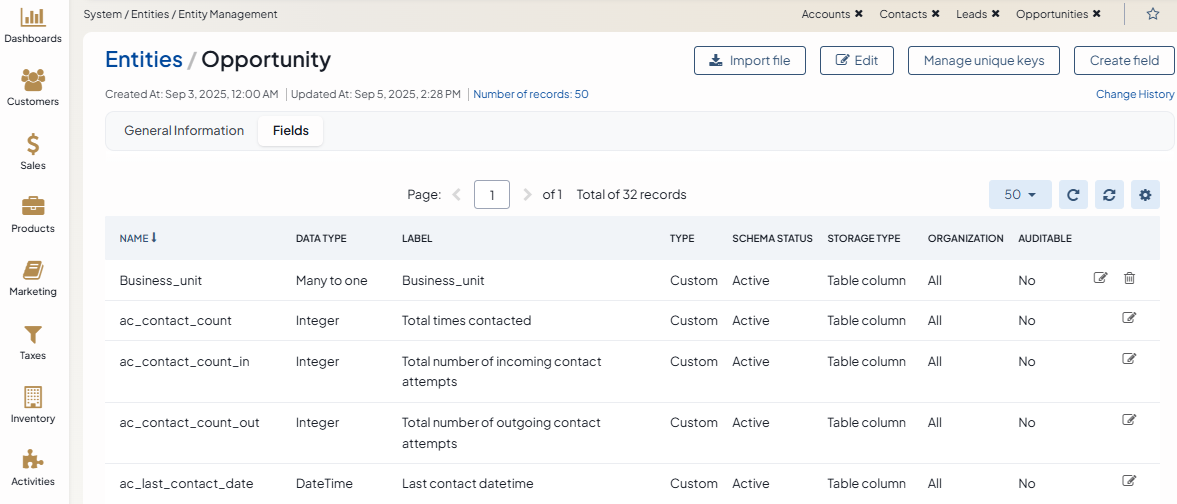 System / Entities / Entity Management
Accounts ✖ Contacts ✖ Leads ✖ Opportunities ✖
Dashboards
Customers
Sales
Products
Marketing
Taxes
Inventory
Activities
Entities / Opportunity
Import file
Edit
Manage unique keys
Create field
Created At: Sep 3, 2025, 12:00 AM | Updated At: Sep 5, 2025, 2:28 PM | Number of records: 50
Change History
General Information
Fields
Page: 1 of 1 Total of 32 records
50
NAME DATA TYPE LABEL TYPE SCHEMA STATUS STORAGE TYPE ORGANIZATION AUDITABLE
Business_unit Many to one Business_unit Custom Active Table column All No
ac_contact_count Integer Total times contacted Custom Active Table column All No
ac_contact_count_in Integer Total number of incoming contact Custom Active Table column All No
attempts
ac_contact_count_out Integer Total number of outgoing contact Custom Active Table column All No
attempts
ac_last_contact_date DateTime Last contact datetime Custom Active Table column All No